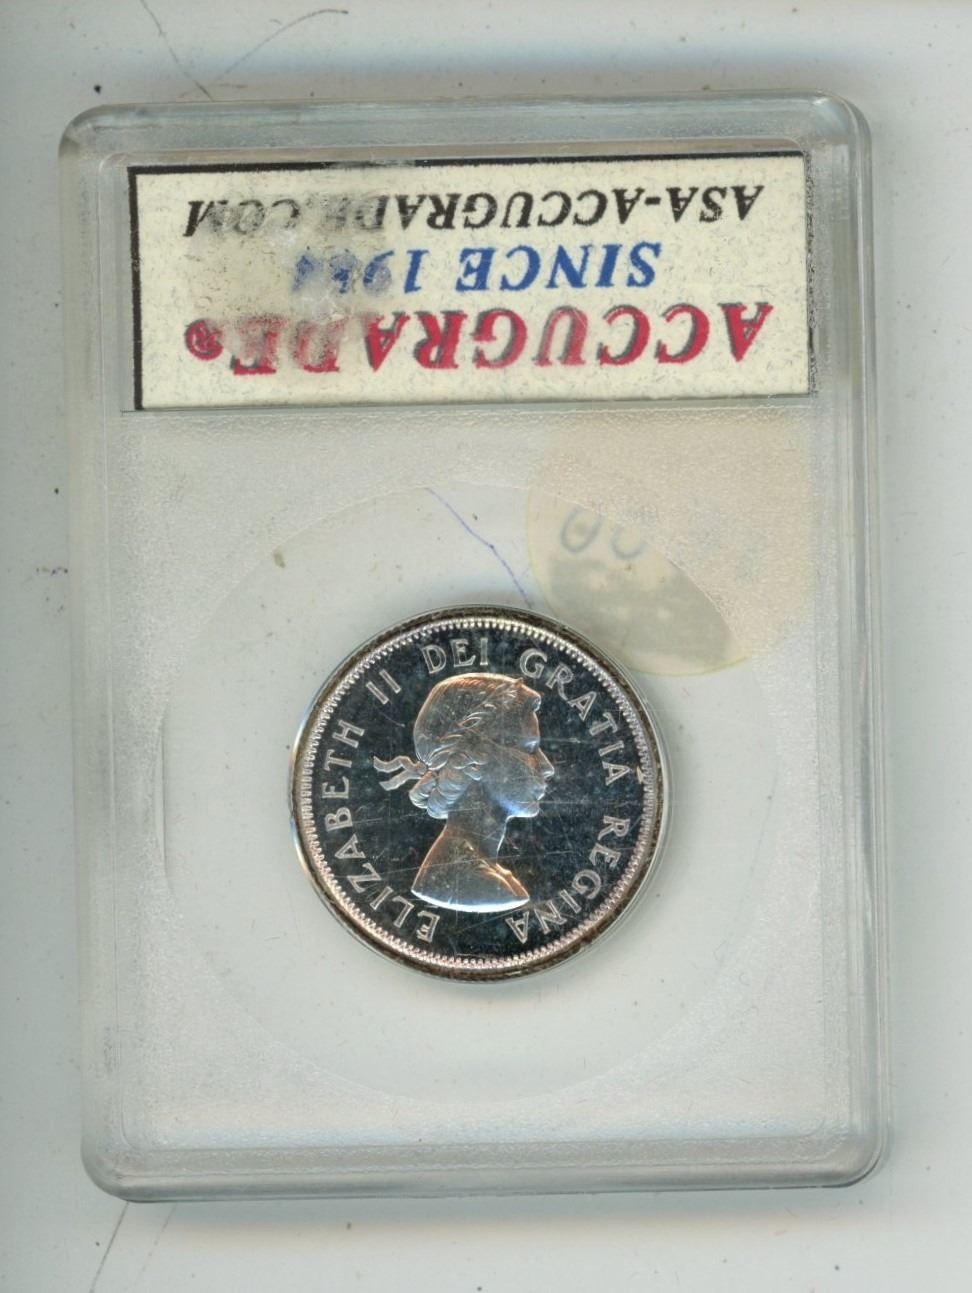 ACCUGRADE®
SINCE 1984
ASA-ACCUGRADE.COM
ELIZABETH II DEI GRATIA REGINA